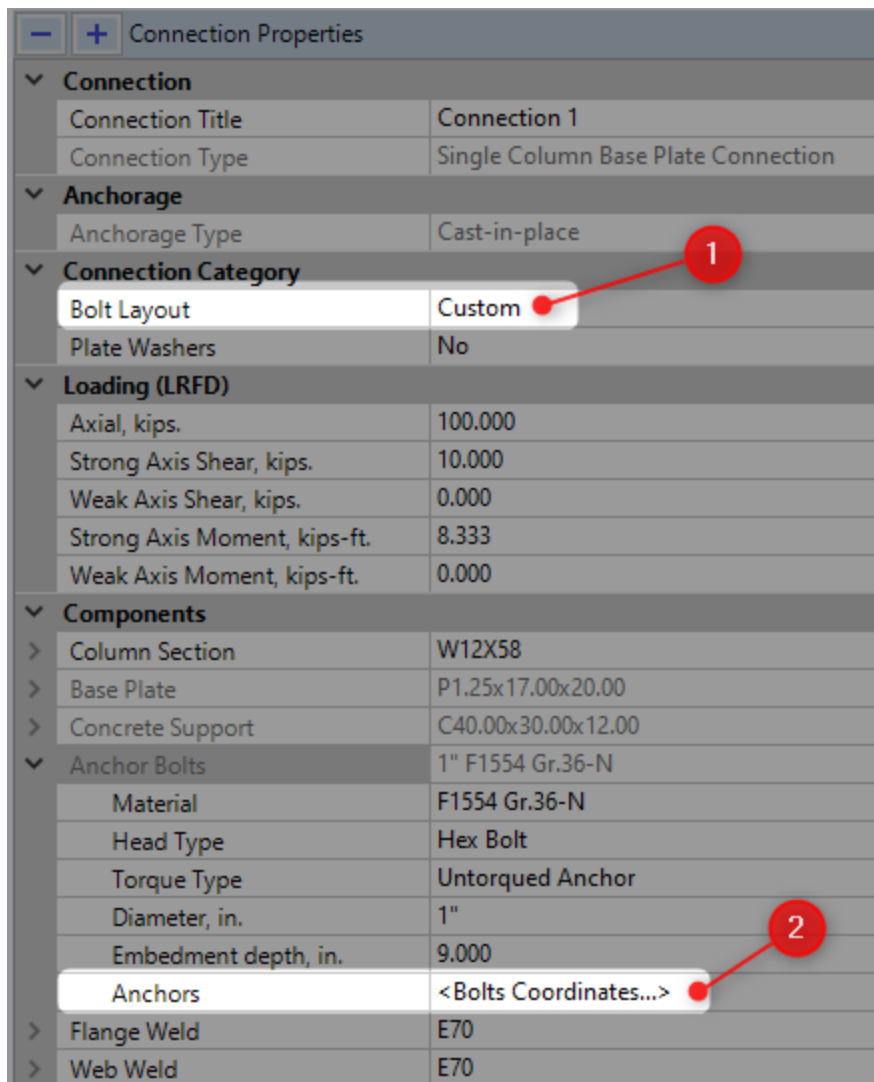 Connection Properties
Connection
Connection Title Connection 1
Connection Type Single Column Base Plate Connection
Anchorage
Anchorage Type Cast-in-place
1
Connection Category
Bolt Layout Custom
Plate Washers No
Loading (LRFD)
Axial, kips. 100.000
Strong Axis Shear, kips. 10.000
Weak Axis Shear, kips. 0.000
Strong Axis Moment, kips-ft. 8.333
Weak Axis Moment, kips-ft. 0.000
Components
Column Section W12X58
Base Plate P1.25x17.00x20.00
Concrete Support C40.00x30.00x12.00
Anchor Bolts 1" F1554 Gr.36-N
Material F1554 Gr.36-N
Head Type Hex Bolt
Torque Type Untorqued Anchor
Diameter, in. 1"
2
Embedment depth, in. 9.000
Anchors <Bolts Coordinates...>
Flange Weld E70
Web Weld E70